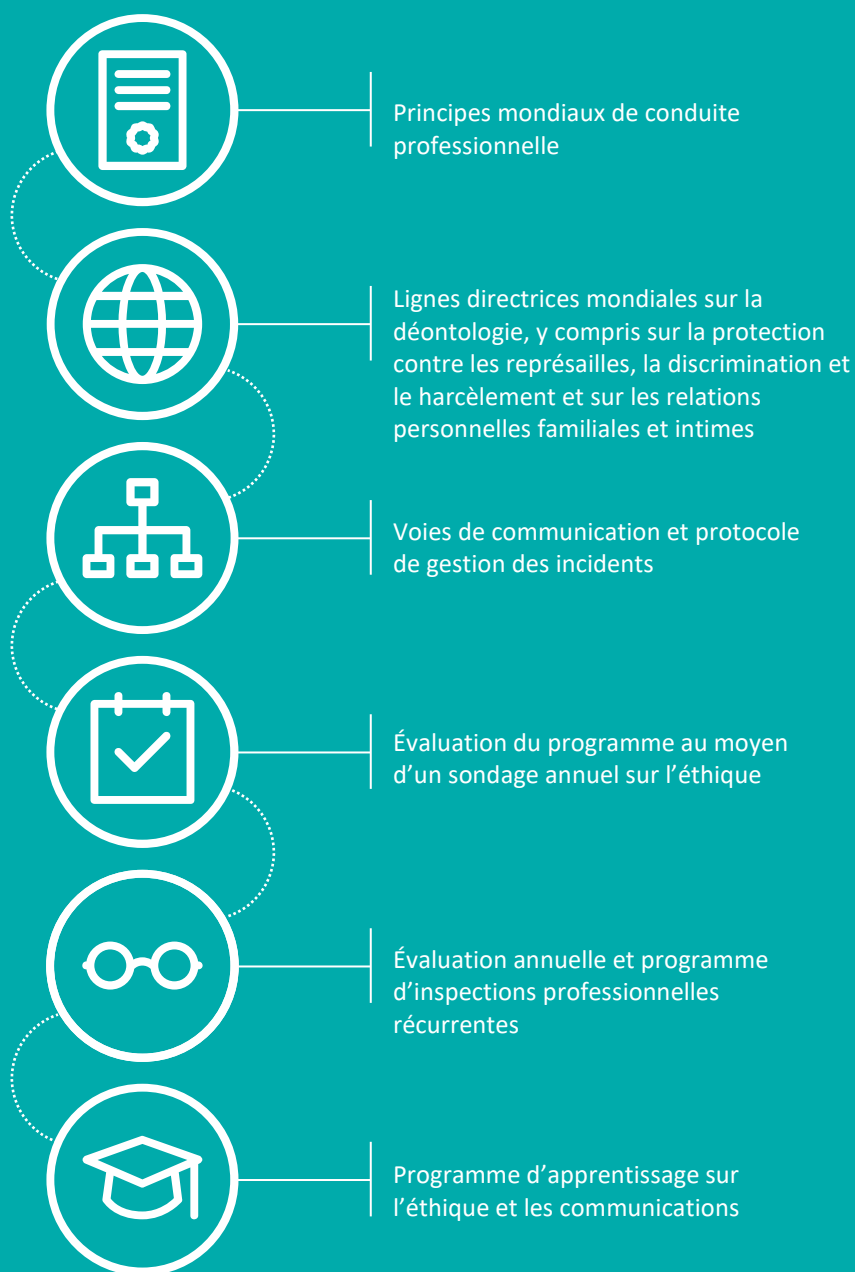 Principes mondiaux de conduite
professionnelle
Lignes directrices mondiales sur la
déontologie, y compris sur la protection
contre les représailles, la discrimination et
le harcèlement et sur les relations
personnelles familiales et intimes
Voies de communication et protocole
de gestion des incidents
Évaluation du programme au moyen
d’un sondage annuel sur l’éthique
Évaluation annuelle et programme
d’inspections professionnelles
récurrentes
Programme d’apprentissage sur
l’éthique et les communications